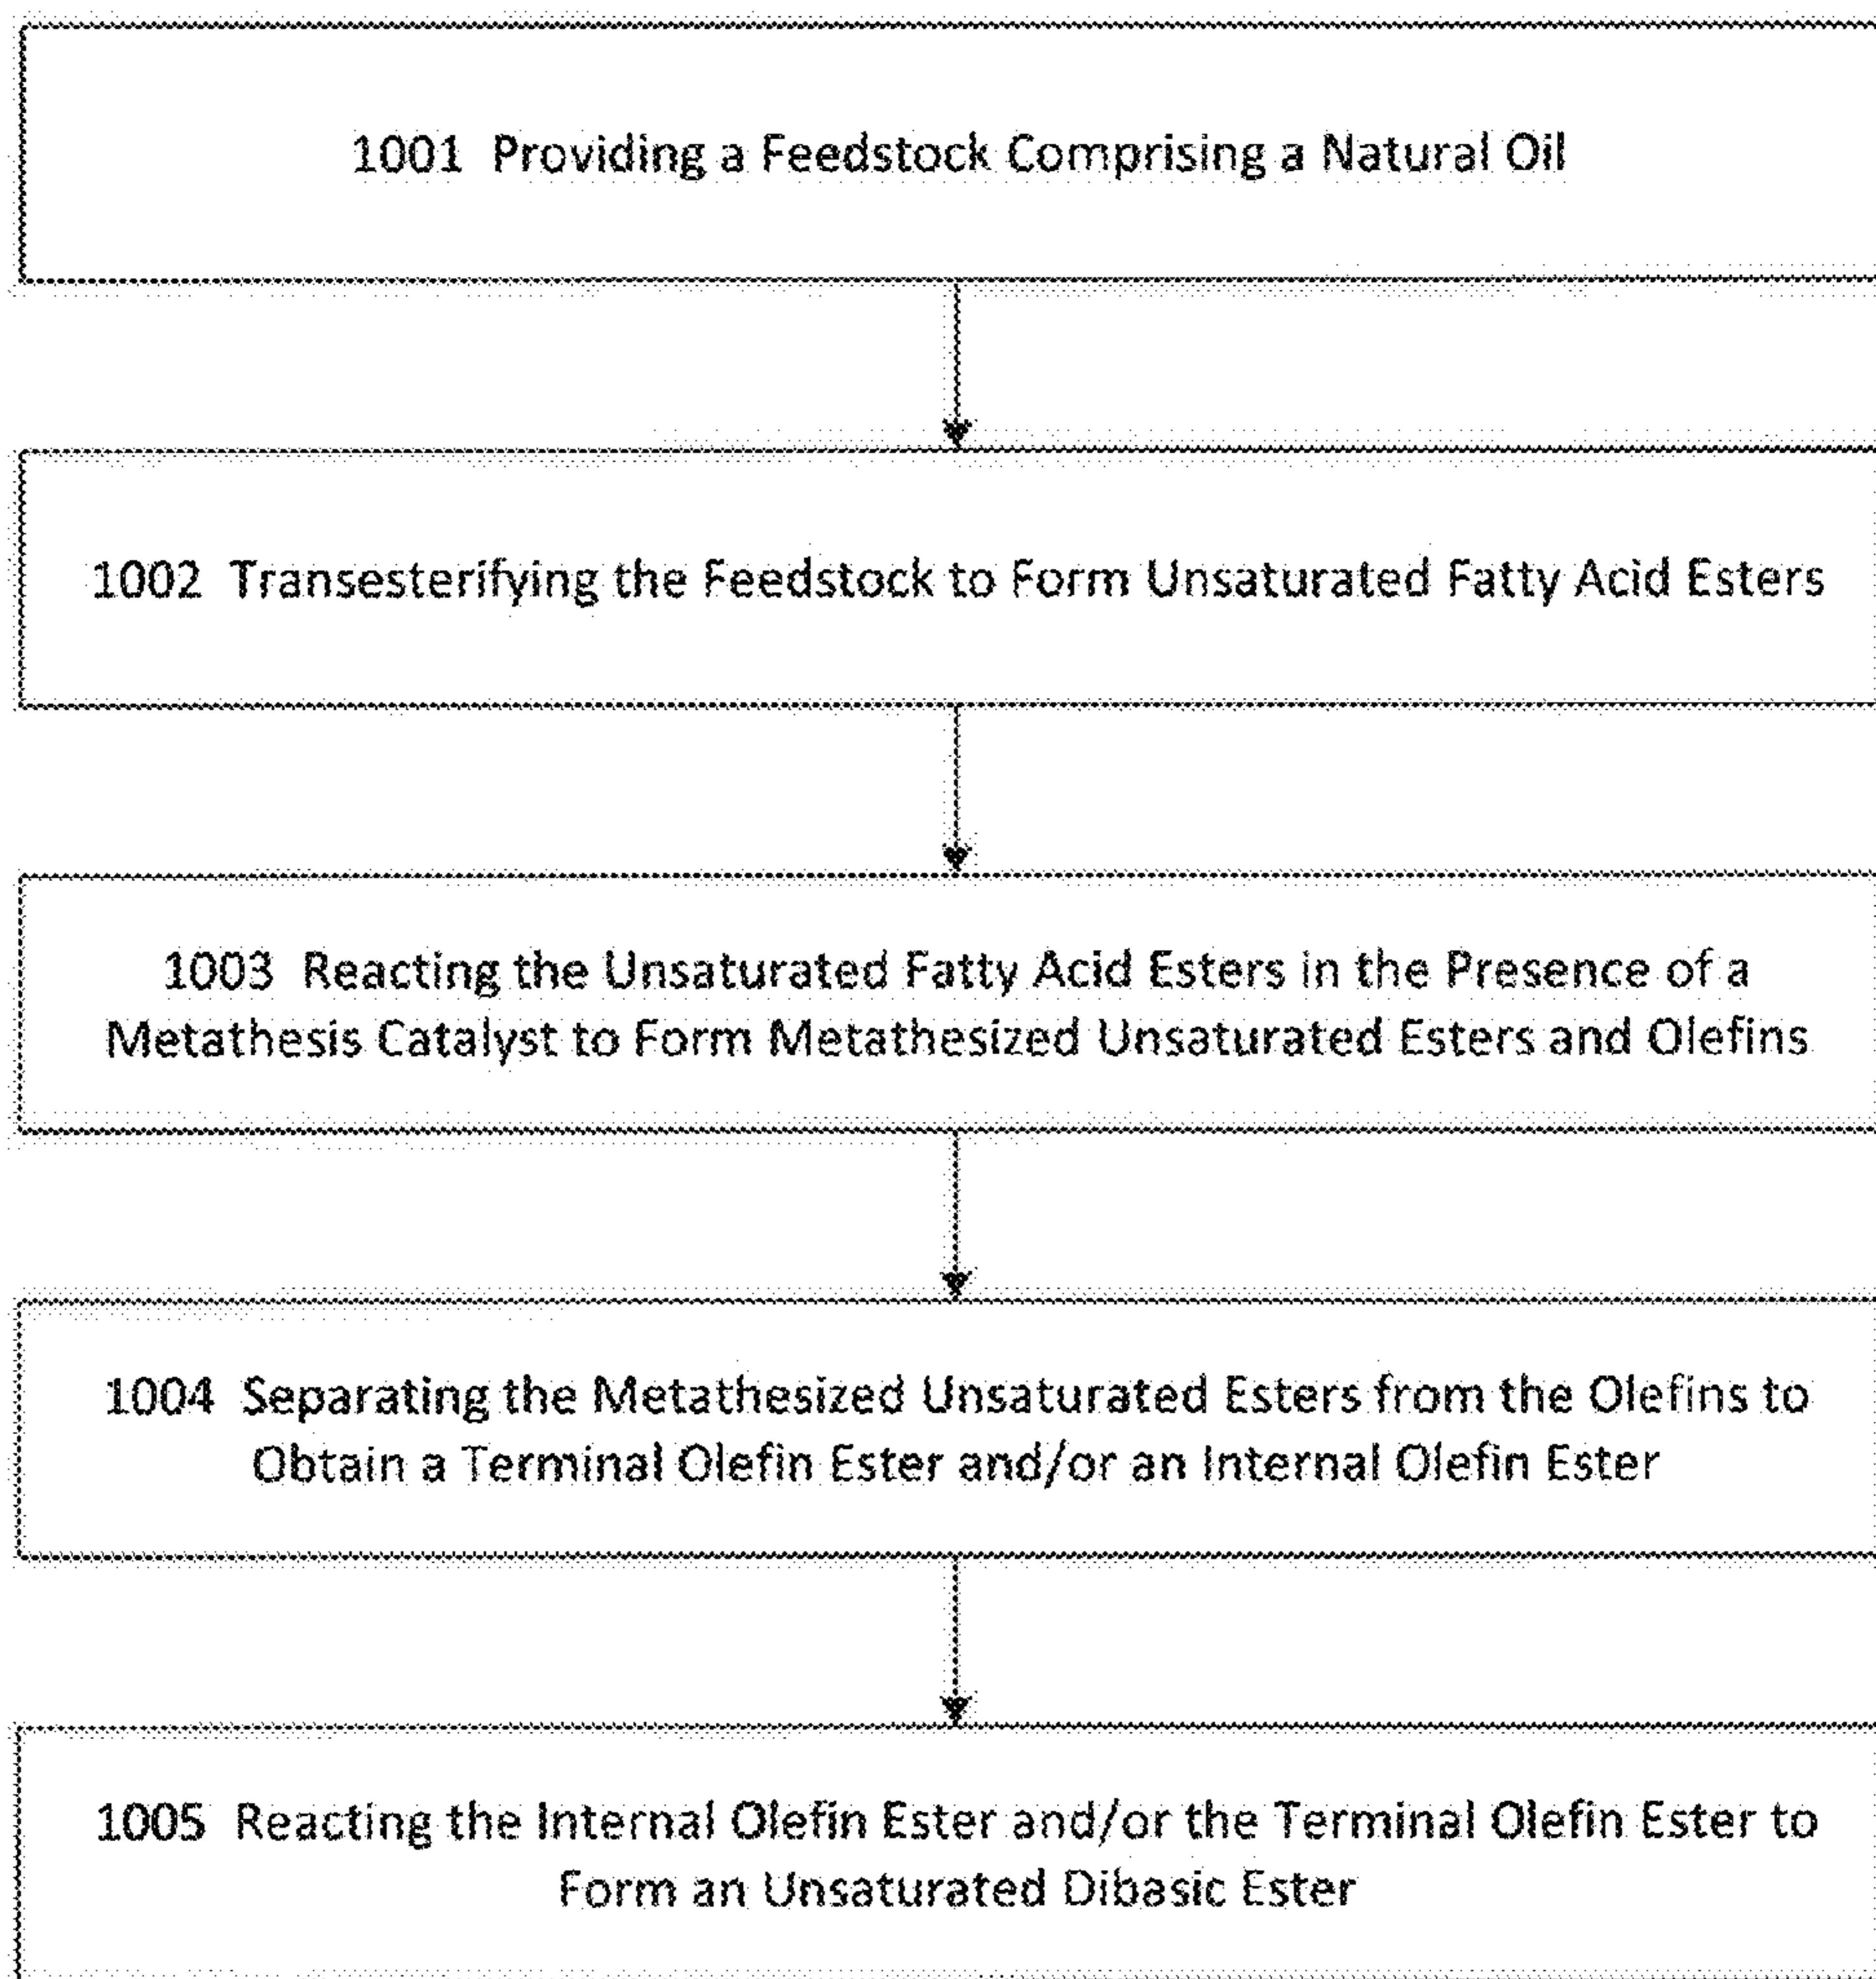 1001 Providing a Feedstock Comprising a Natural Oil
1002 Transesterifying the Feedstock to Form Unsaturated Fatty Acid Esters
1003 Reacting the Unsaturated Fatty Acid Esters in the Presence of a
Metathesis Catalyst to Form Metathesized Unsaturated Esters and Olefins
1004 Separating the Metathesized Unsaturated Esters from the Olefins to
Obtain a Terminal Olefin Ester and/or an Internal Olefin Ester
1005 Reacting the Internal Olefin Ester and/or the Terminal Olefin Ester to
Form an Unsaturated Dibasic Ester